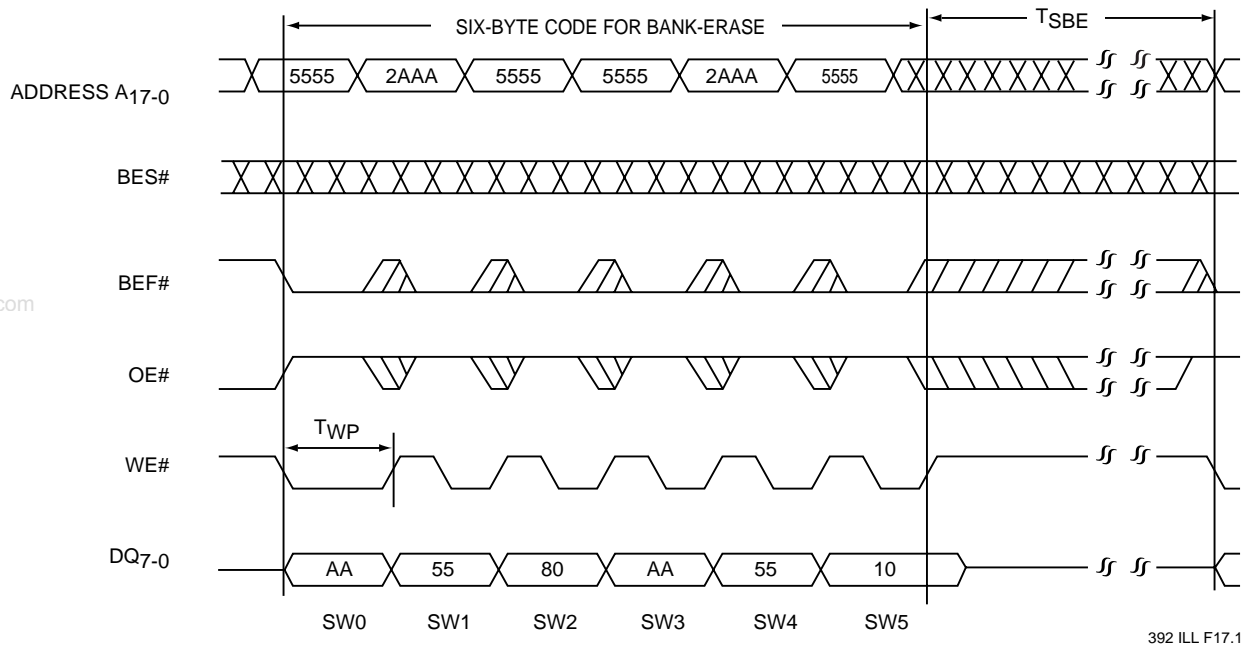 SIX-BYTE CODE FOR BANK-ERASE
TSBE
ADDRESS A17-0
5555 2AAA 5555 5555 2AAA 5555
BES#
BEF#
com
OE#
TWP
WE#
DQ7-0
AA 55 80 AA 55 10
SW0 SW1 SW2 SW3 SW4 SW5
392 ILL F17.1